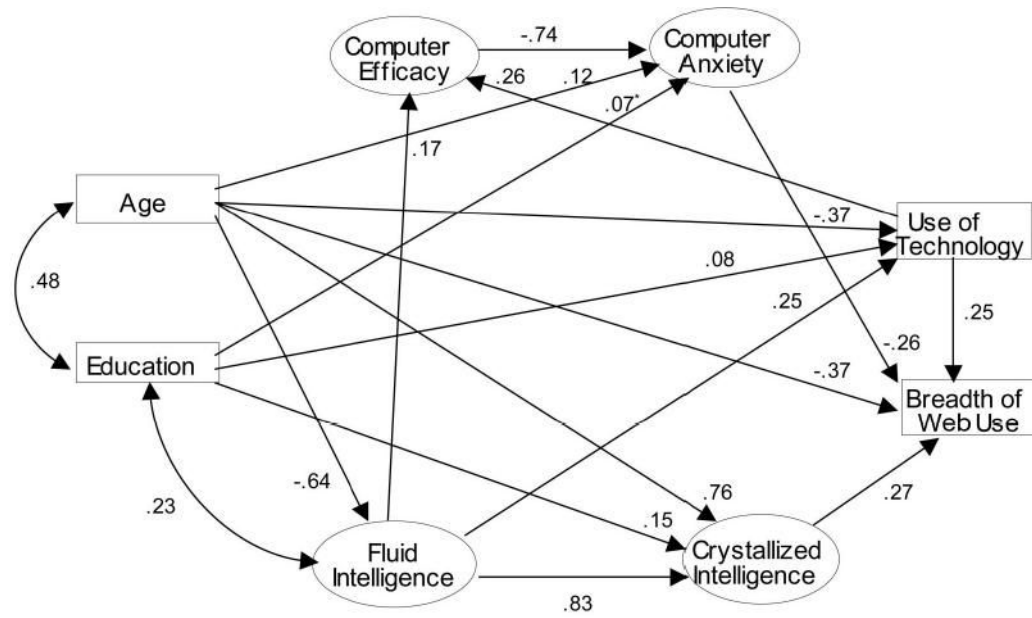 Computer
Efficacy
-.74
Computer
Anxiety
.26
.12
.07*
.17
Age
-.37
Use of
Technology
.08
.48
.25
.25
Education
-.37
-.26
Breadth of
Web Use
.23
-.64
.76
.27
.15
Fluid
Intelligence
Crystallized
Intelligence
.83